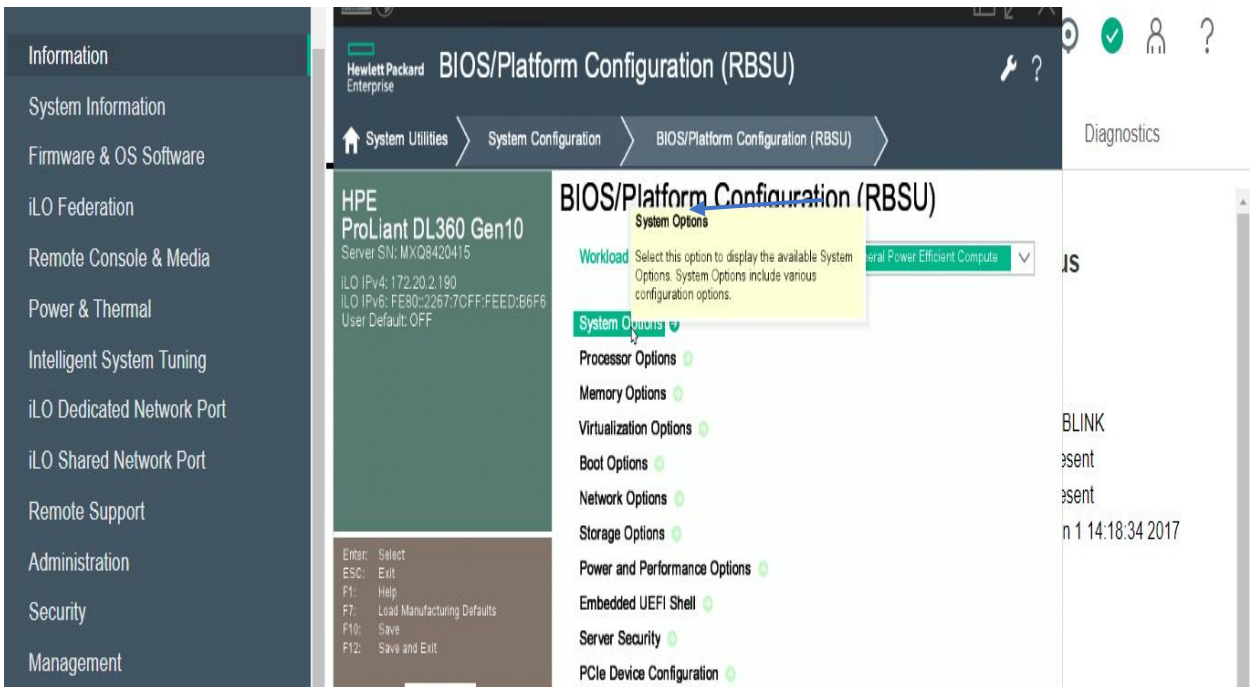 Information
System Information
Firmware & OS Software
iLO Federation
Remote Console & Media
Power & Thermal
Intelligent System Tuning
iLO Dedicated Network Port
iLO Shared Network Port
Remote Support
Administration
Security
Management
Hewlett Packard
Enterprise
BIOS/Platform Configuration (RBSU)
?
System Utilities
System Configuration
BIOS/Platform Configuration (RBSU)
HPE
ProLiant DL360 Gen10
Server SN: MXQ8420415
iLO IPv4: 172.20.2.190
iLO IPv6: FE80::2267:7CFF:FEED:B6F6
User Default: OFF
Enter: Select
ESC: Exit
F1: Help
F7: Load Manufacturing Defaults
F10: Save
F12: Save and Exit
BIOS/Platform Configuration (RBSU)
Workload
Power Efficient Compute
System Options
Select this option to display the available System
Options. System Options include various
configuration options.
System Options
Processor Options
Memory Options
Virtualization Options
Boot Options
Network Options
Storage Options
Power and Performance Options
Embedded UEFI Shell
Server Security
PCIe Device Configuration
?
Diagnostics
us
BLINK
esent
esent
n 1 14:18:34 2017